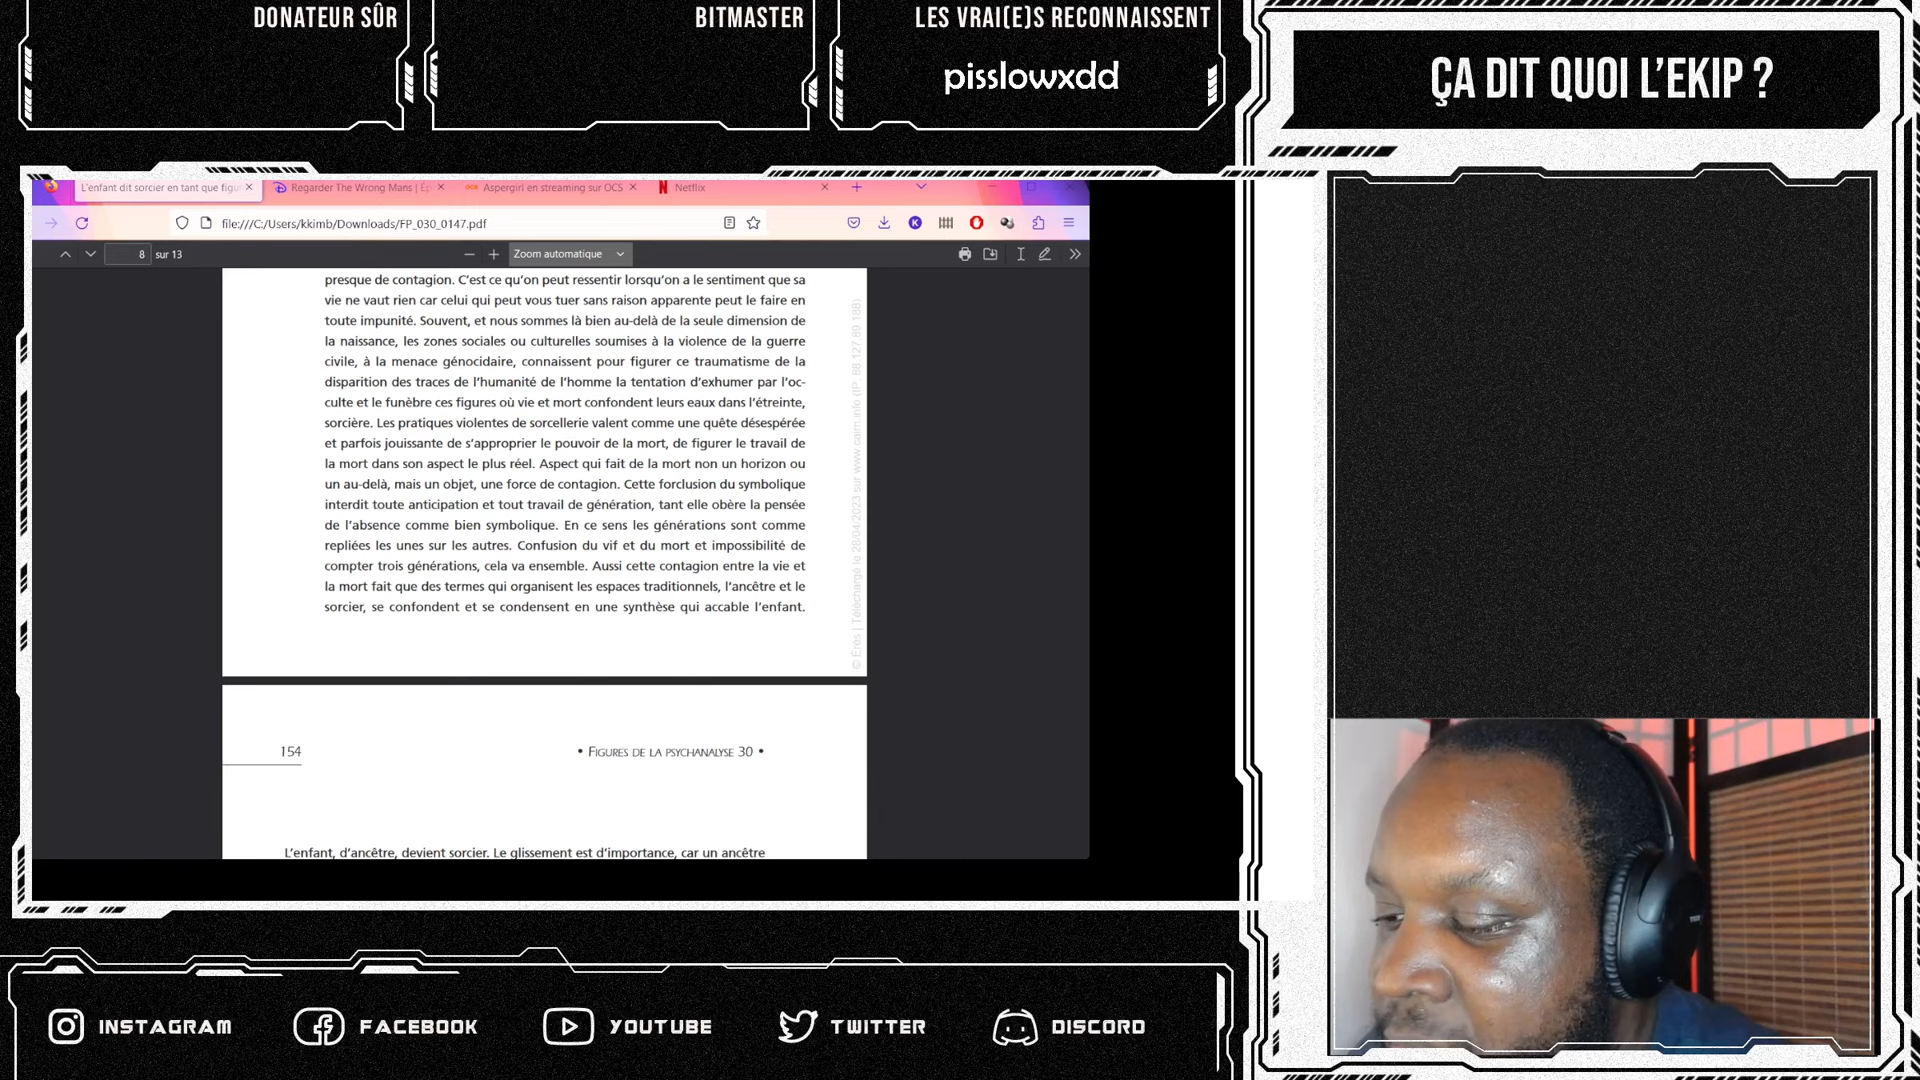 DONATEUR SÛR
BITMASTER
LES VRAI(E)S RECONNAISSENT
pisslowxdd
ÇA DIT QUOI L'EKIP ?
L'enfant dit sorcier en tant que figu
Regarder The Wrong Mans | É
Aspergirl en streaming sur OCS
Netflix
file:///C:/Users/kkimb/Downloads/FP_030_0147.pdf
8 sur 13
Zoom automatique
presque de contagion. C'est ce qu'on peut ressentir lorsqu'on a le sentiment que sa
vie ne vaut rien car celui qui peut vous tuer sans raison apparente peut le faire en
toute impunité. Souvent, et nous sommes là bien au-delà de la seule dimension de
la naissance, les zones sociales ou culturelles soumises à la violence de la guerre
civile, à la menace génocidaire, connaissent pour figurer ce traumatisme de la
disparition des traces de l'humanité de l'homme la tentation d'exhumer par l'oc-
culte et le funèbre ces figures où vie et mort confondent leurs eaux dans l'étreinte,
sorcière. Les pratiques violentes de sorcellerie valent comme une quête désespérée
et parfois jouissante de s'approprier le pouvoir de la mort, de figurer le travail de
la mort dans son aspect le plus réel. Aspect qui fait de la mort non un horizon ou
un au-delà, mais un objet, une force de contagion. Cette forclusion du symbolique
interdit toute anticipation et tout travail de génération, tant elle obère la pensée
de l'absence comme bien symbolique. En ce sens les générations sont comme
repliées les unes sur les autres. Confusion du vif et du mort et impossibilité de
compter trois générations, cela va ensemble. Aussi cette contagion entre la vie et
la mort fait que des termes qui organisent les espaces traditionnels, l'ancêtre et le
sorcier, se confondent et se condensent en une synthèse qui accable l'enfant.
© Érès | Téléchargé le 28/04/2023 sur www.cairn.info (IP: 88.127.89.188)
154
• FIGURES DE LA PSYCHANALYSE 30 •
L'enfant, d'ancêtre, devient sorcier. Le glissement est d'importance, car un ancêtre
INSTAGRAM
FACEBOOK
YOUTUBE
TWITTER
DISCORD